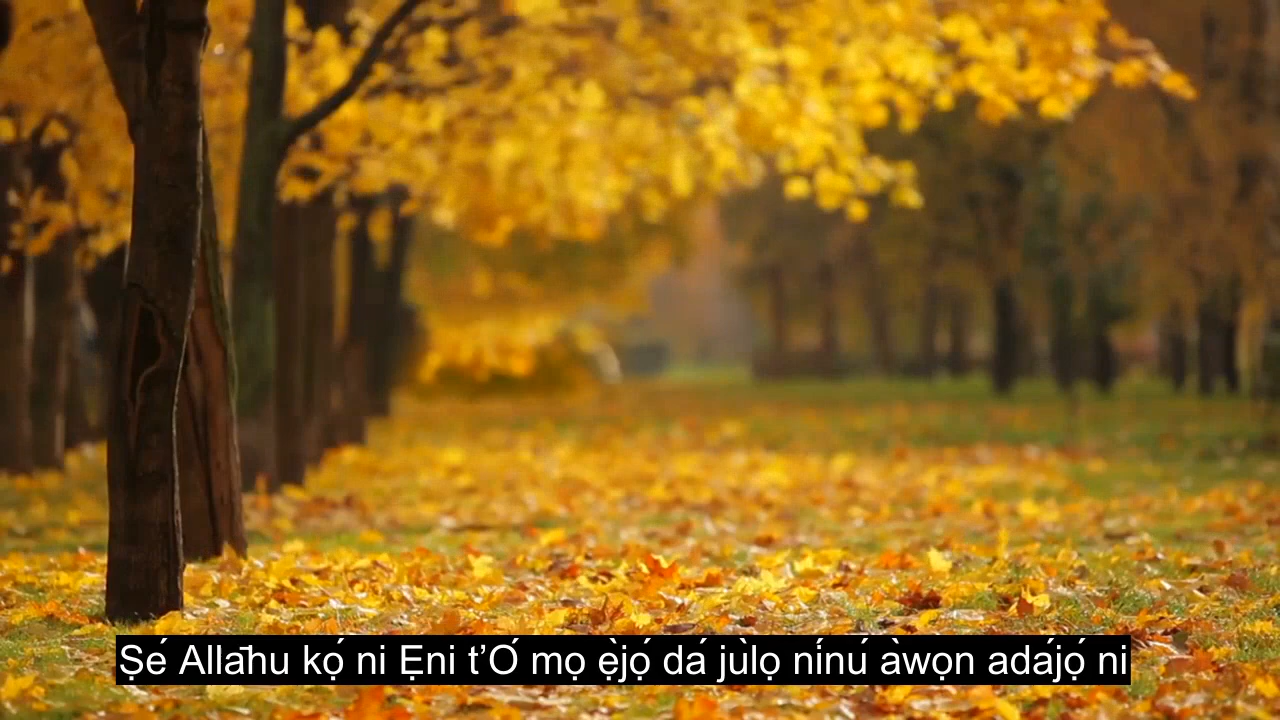 Ṣé Allāhu kọ́ ni Ẹni t’Ó mọ ẹ̀jọ́ dá jùlọ nínú àwọn adájọ́ ni